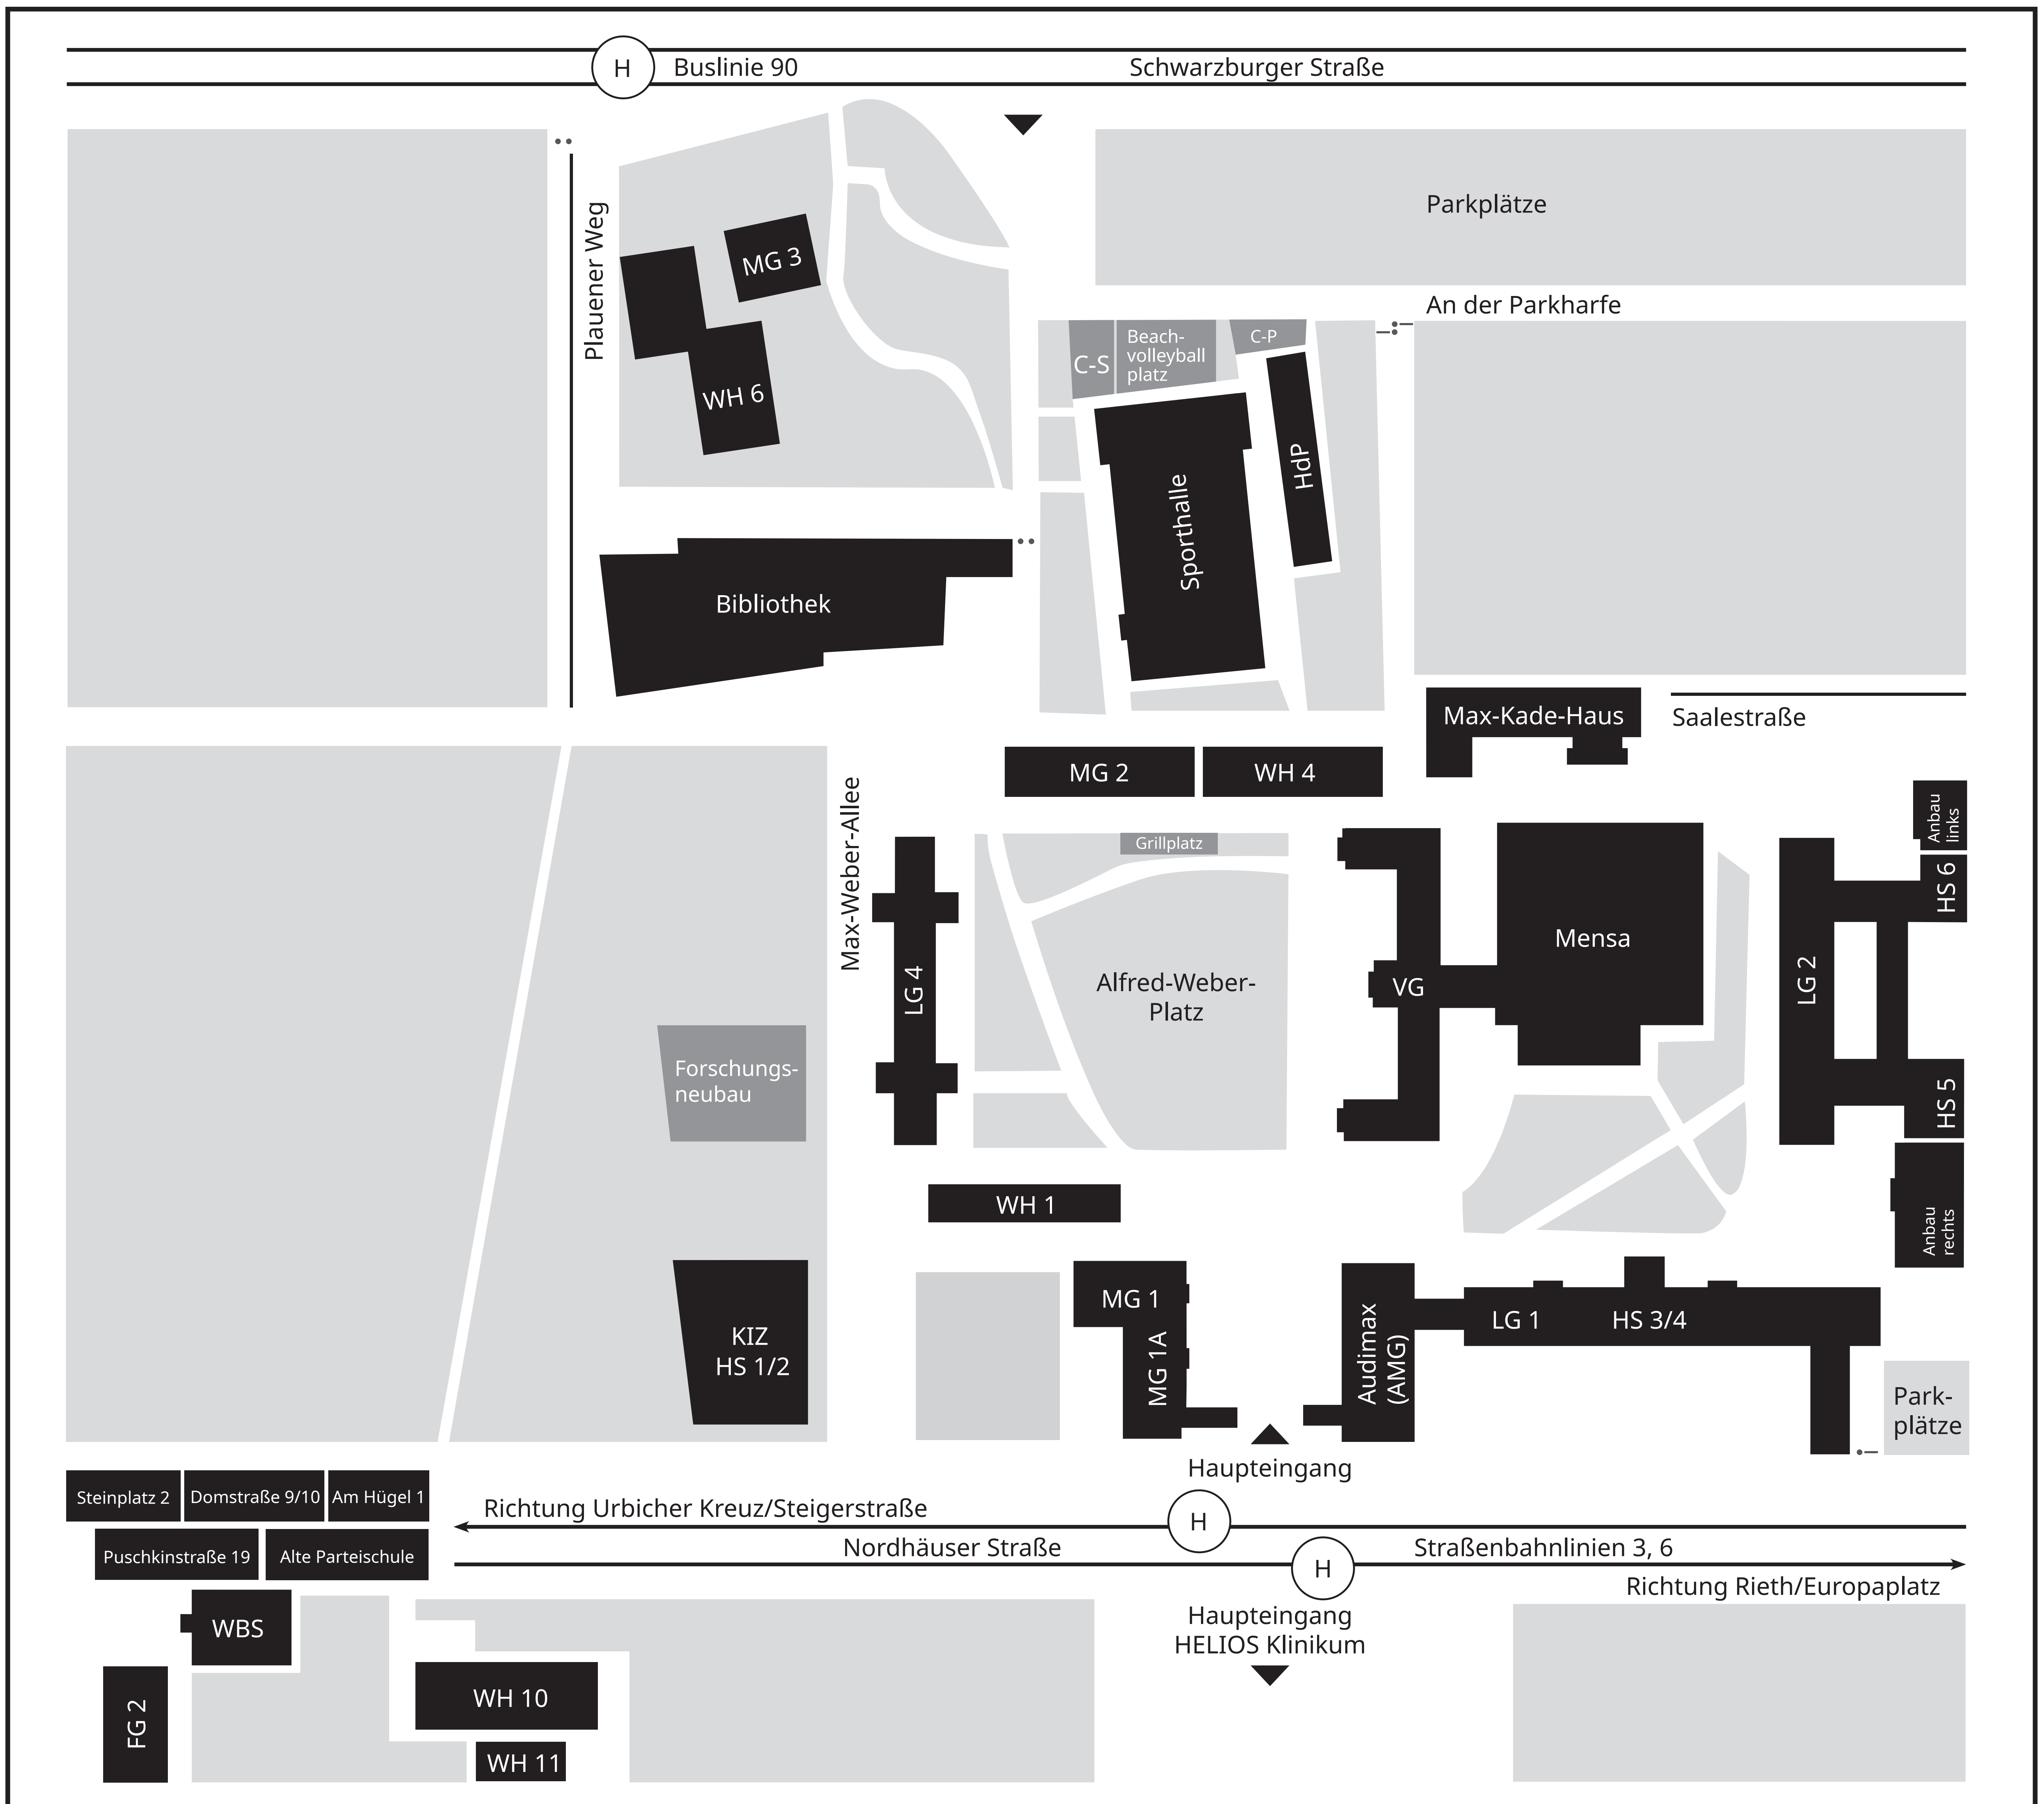 H
Buslinie 90
Schwarzburger Straße
Parkplätze
Plauener Weg
MG 3
WH 6
An der Parkharfe
C-S
Beach-
volleyball
platz
C-P
HdP
Sporthalle
Bibliothek
Max-Kade-Haus
Saalestraße
MG 2
WH 4
Max-Weber-Allee
Grillplatz
Anbau
links
HS 6
LG 4
Alfred-Weber-
Platz
VG
Mensa
LG 2
Forschungs-
neubau
HS 5
WH 1
Anbau
rechts
KIZ
HS 1/2
MG 1
MG 1A
Audimax
(AMG)
LG 1
HS 3/4
Park-
plätze
Haupteingang
Steinplatz 2
Domstraße 9/10
Am Hügel 1
Richtung Urbicher Kreuz/Steigerstraße
H
Puschkinstraße 19
Alte Parteischule
Nordhäuser Straße
H
Straßenbahnlinien 3, 6
Richtung Rieth/Europaplatz
Haupteingang
HELIOS Klinikum
WBS
FG 2
WH 10
WH 11